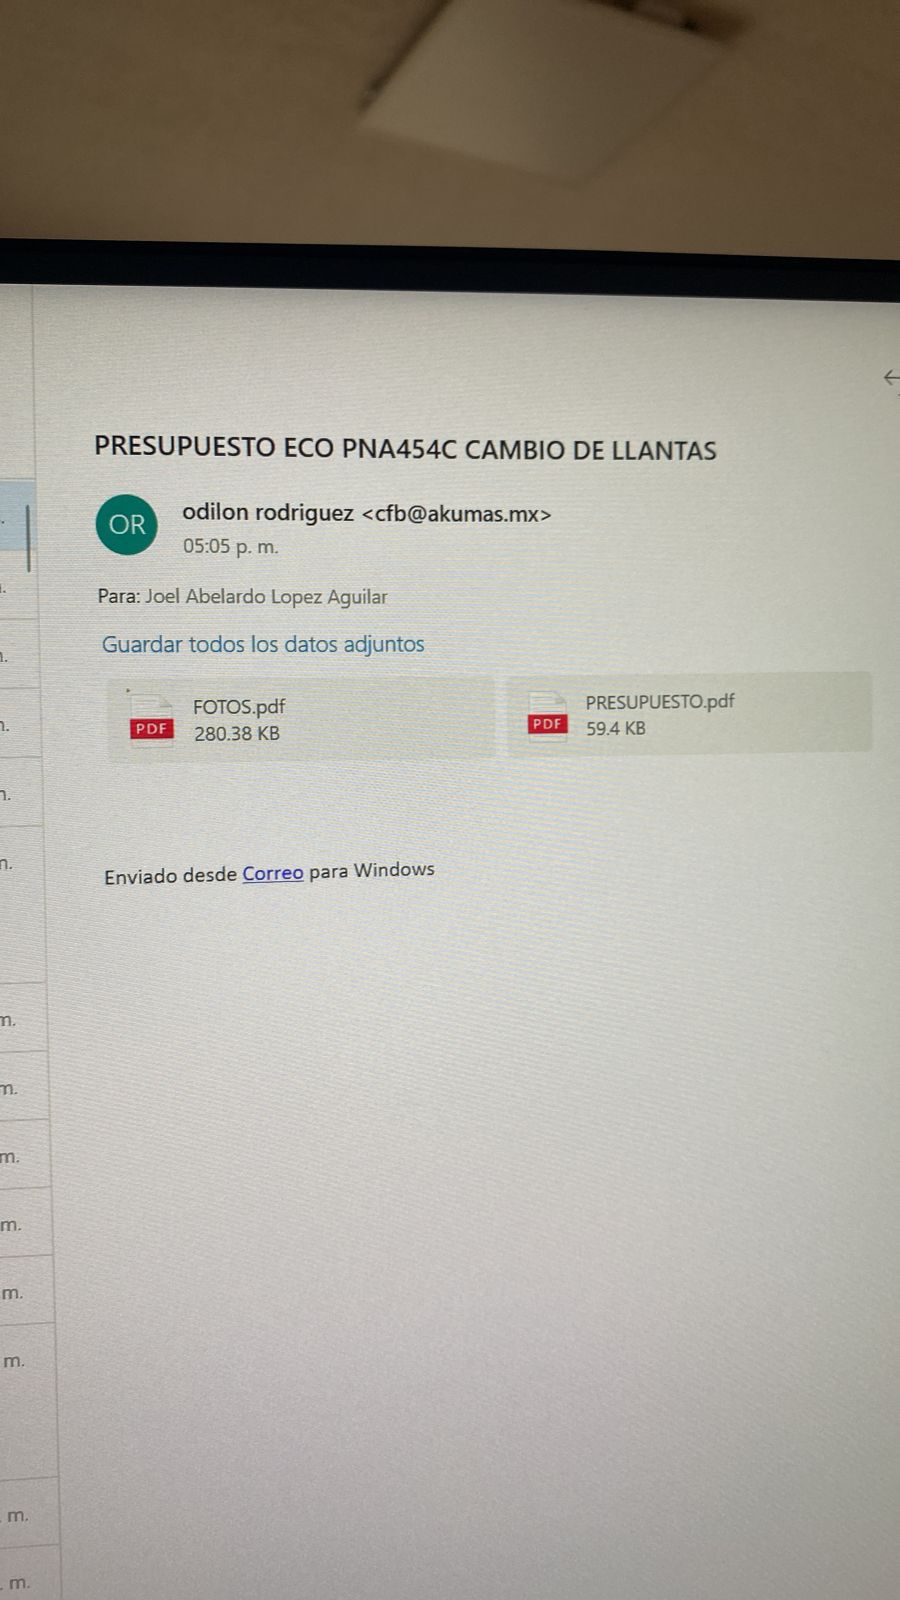 PRESUPUESTO ECO PNA454C CAMBIO DE LLANTAS
OR
odilon rodriguez <cfb@akumas.mx>
05:05 p. m.
Para: Joel Abelardo Lopez Aguilar
Guardar todos los datos adjuntos
PDF
FOTOS.pdf
280.38 KB
PDF
PRESUPUESTO.pdf
59.4 KB
Enviado desde Correo para Windows
m.
m.
m.
m.
m.
m.
m.
m.